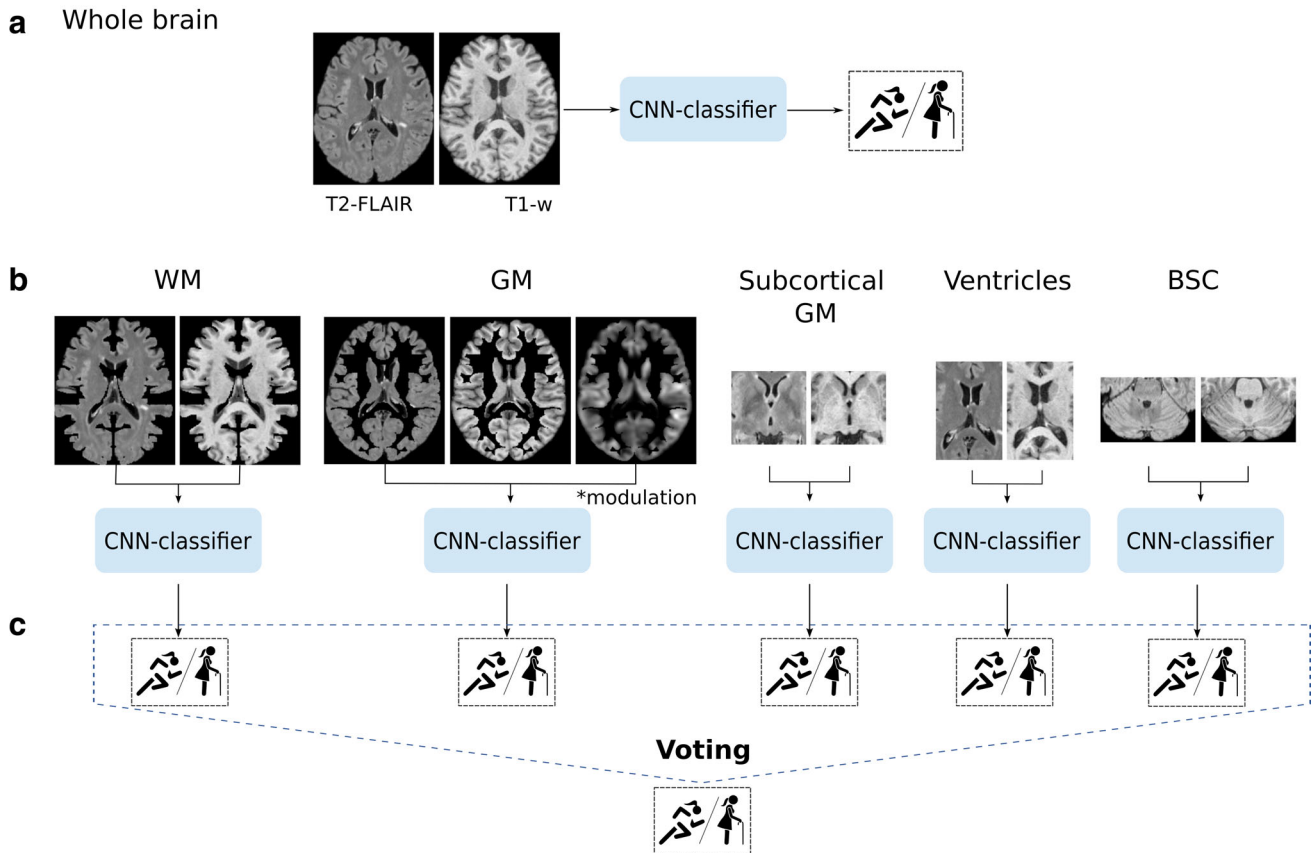 a Whole brain
CNN-classifier
T2-FLAIR T1-w
b WM GM Subcortical GM Ventricles BSC
*modulation
CNN-classifier CNN-classifier CNN-classifier CNN-classifier CNN-classifier
c
Voting